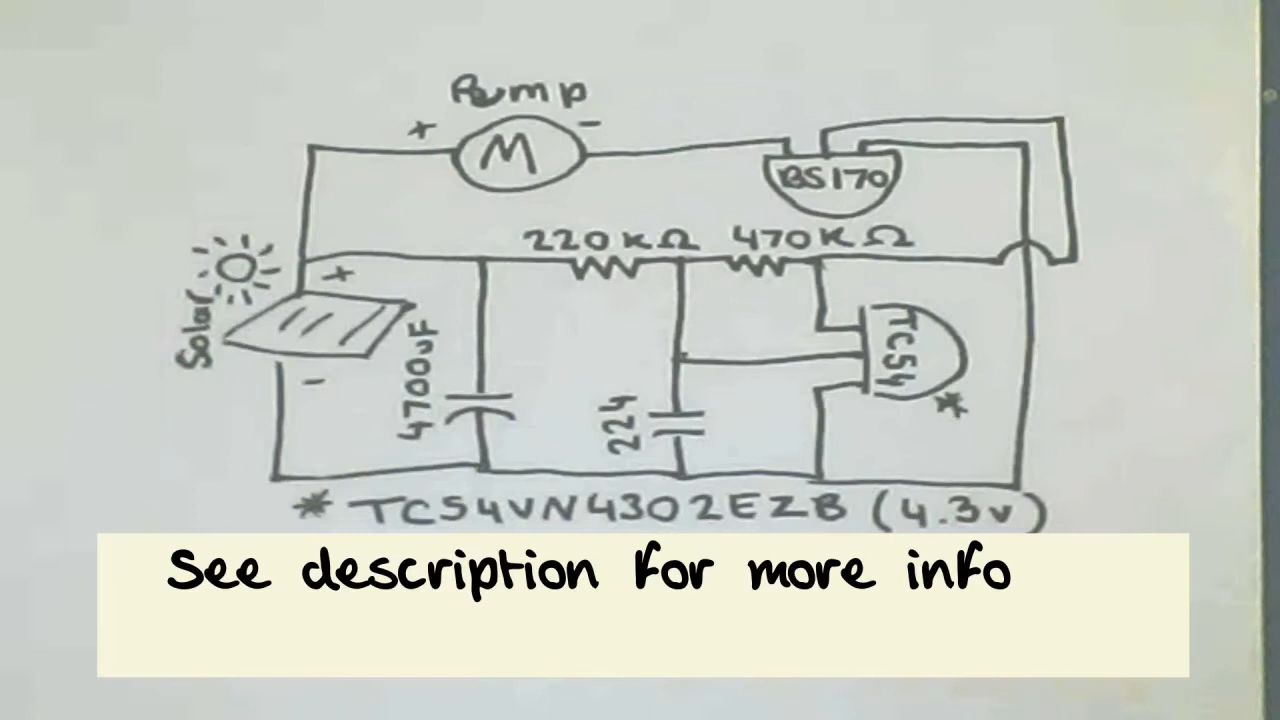 Pump
+ M -
BS170
220KΩ 470KΩ
+
Solar
-
4700uF
224
TC54
*
* TC54VN4302EZB (4.3v)
See description for more info